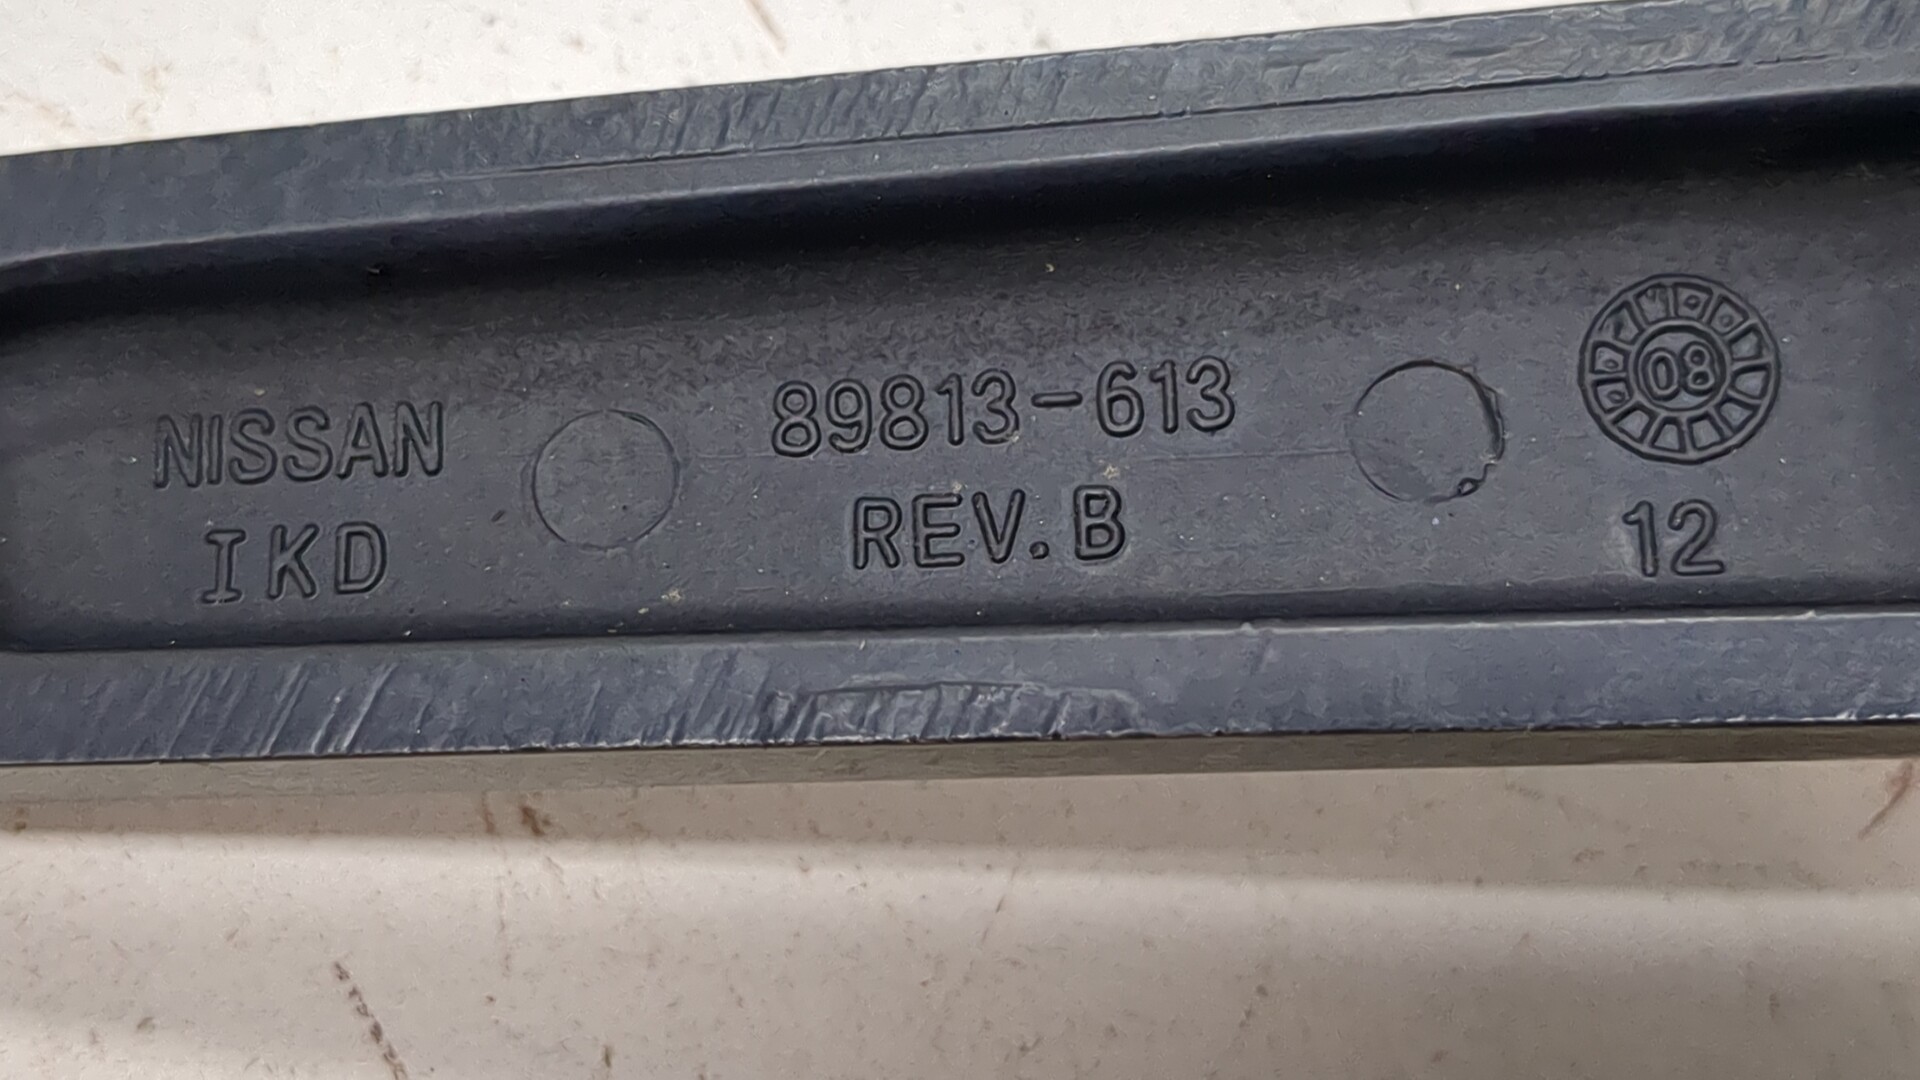 NISSAN
IKD
89813-613
REV.B
08
12